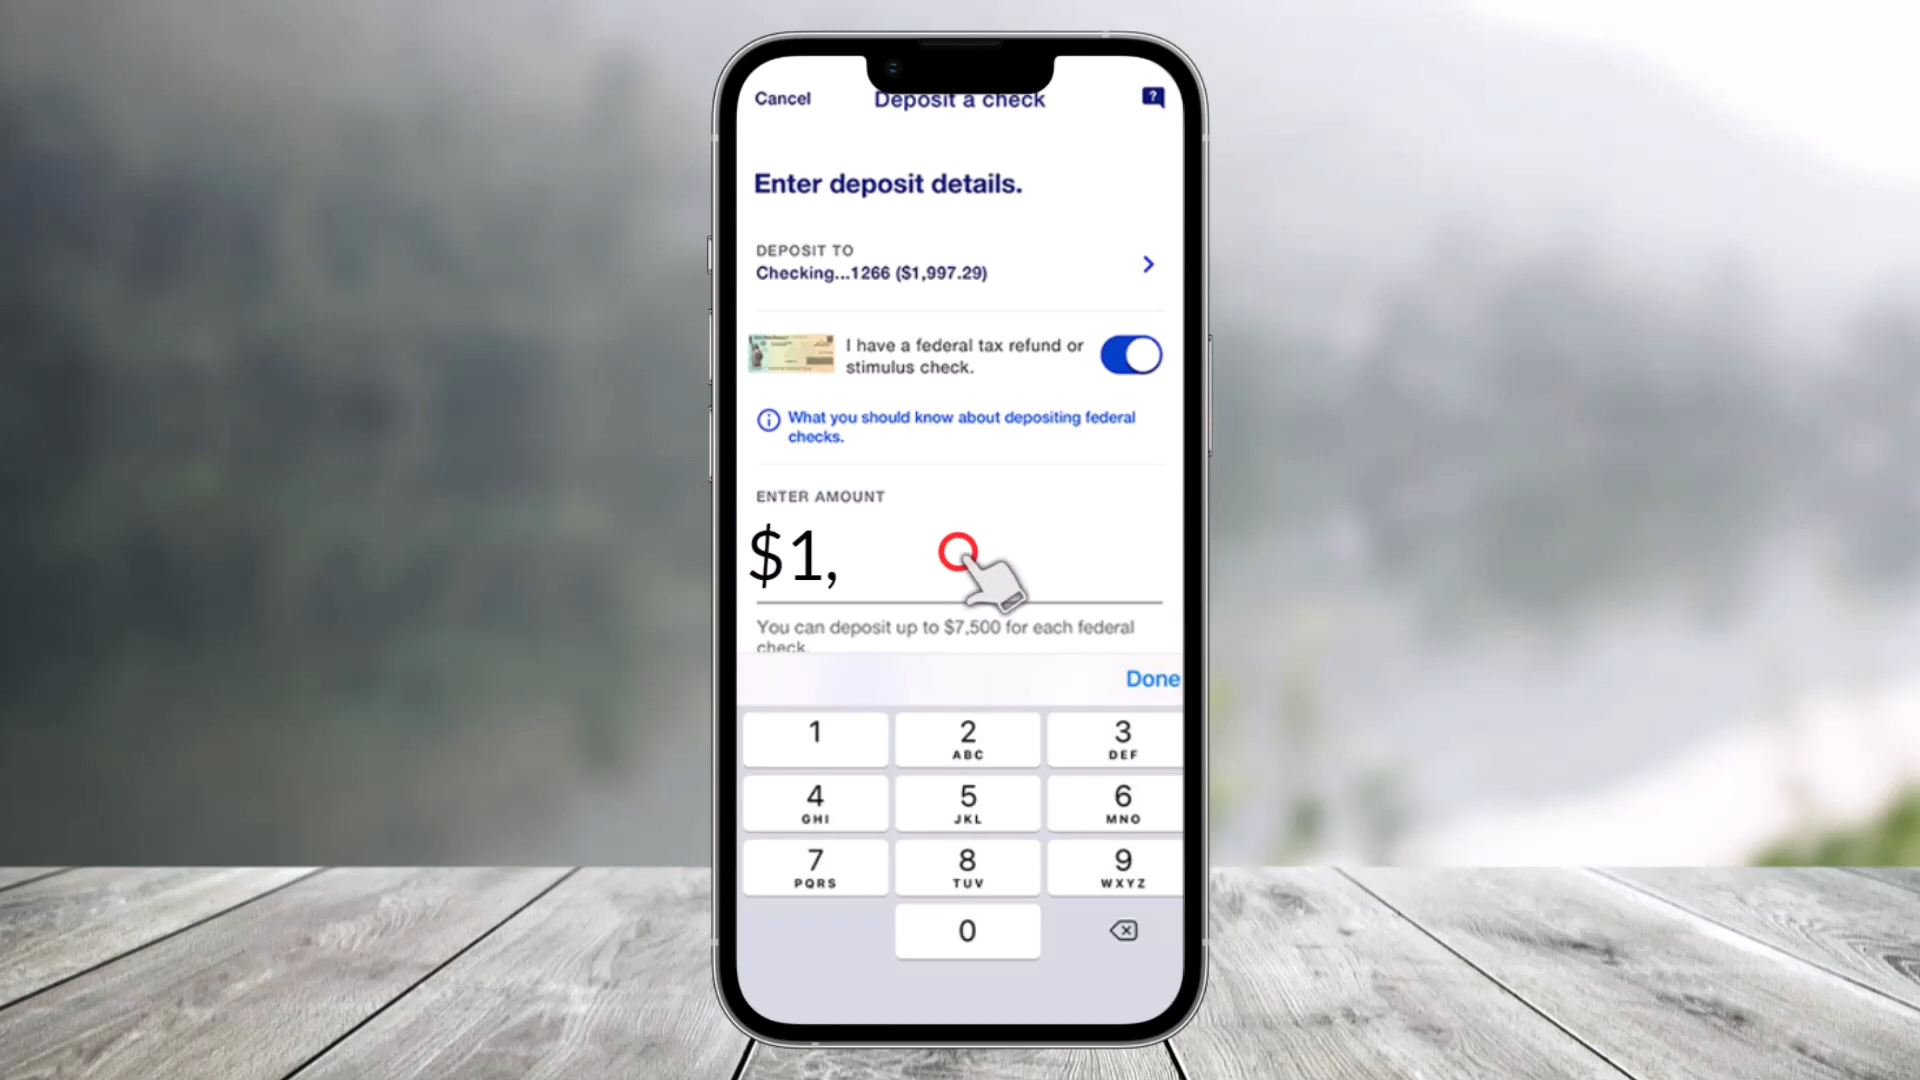 Cancel
Deposit a check
?
Enter deposit details.
DEPOSIT TO
Checking...1266 ($1,997.29)
I have a federal tax refund or
stimulus check.
What you should know about depositing federal
checks.
ENTER AMOUNT
$1,
You can deposit up to $7,500 for each federal
check.
Done
1
2
ABC
3
DEF
4
GHI
5
JKL
6
MNO
7
PQRS
8
TUV
9
WXYZ
0